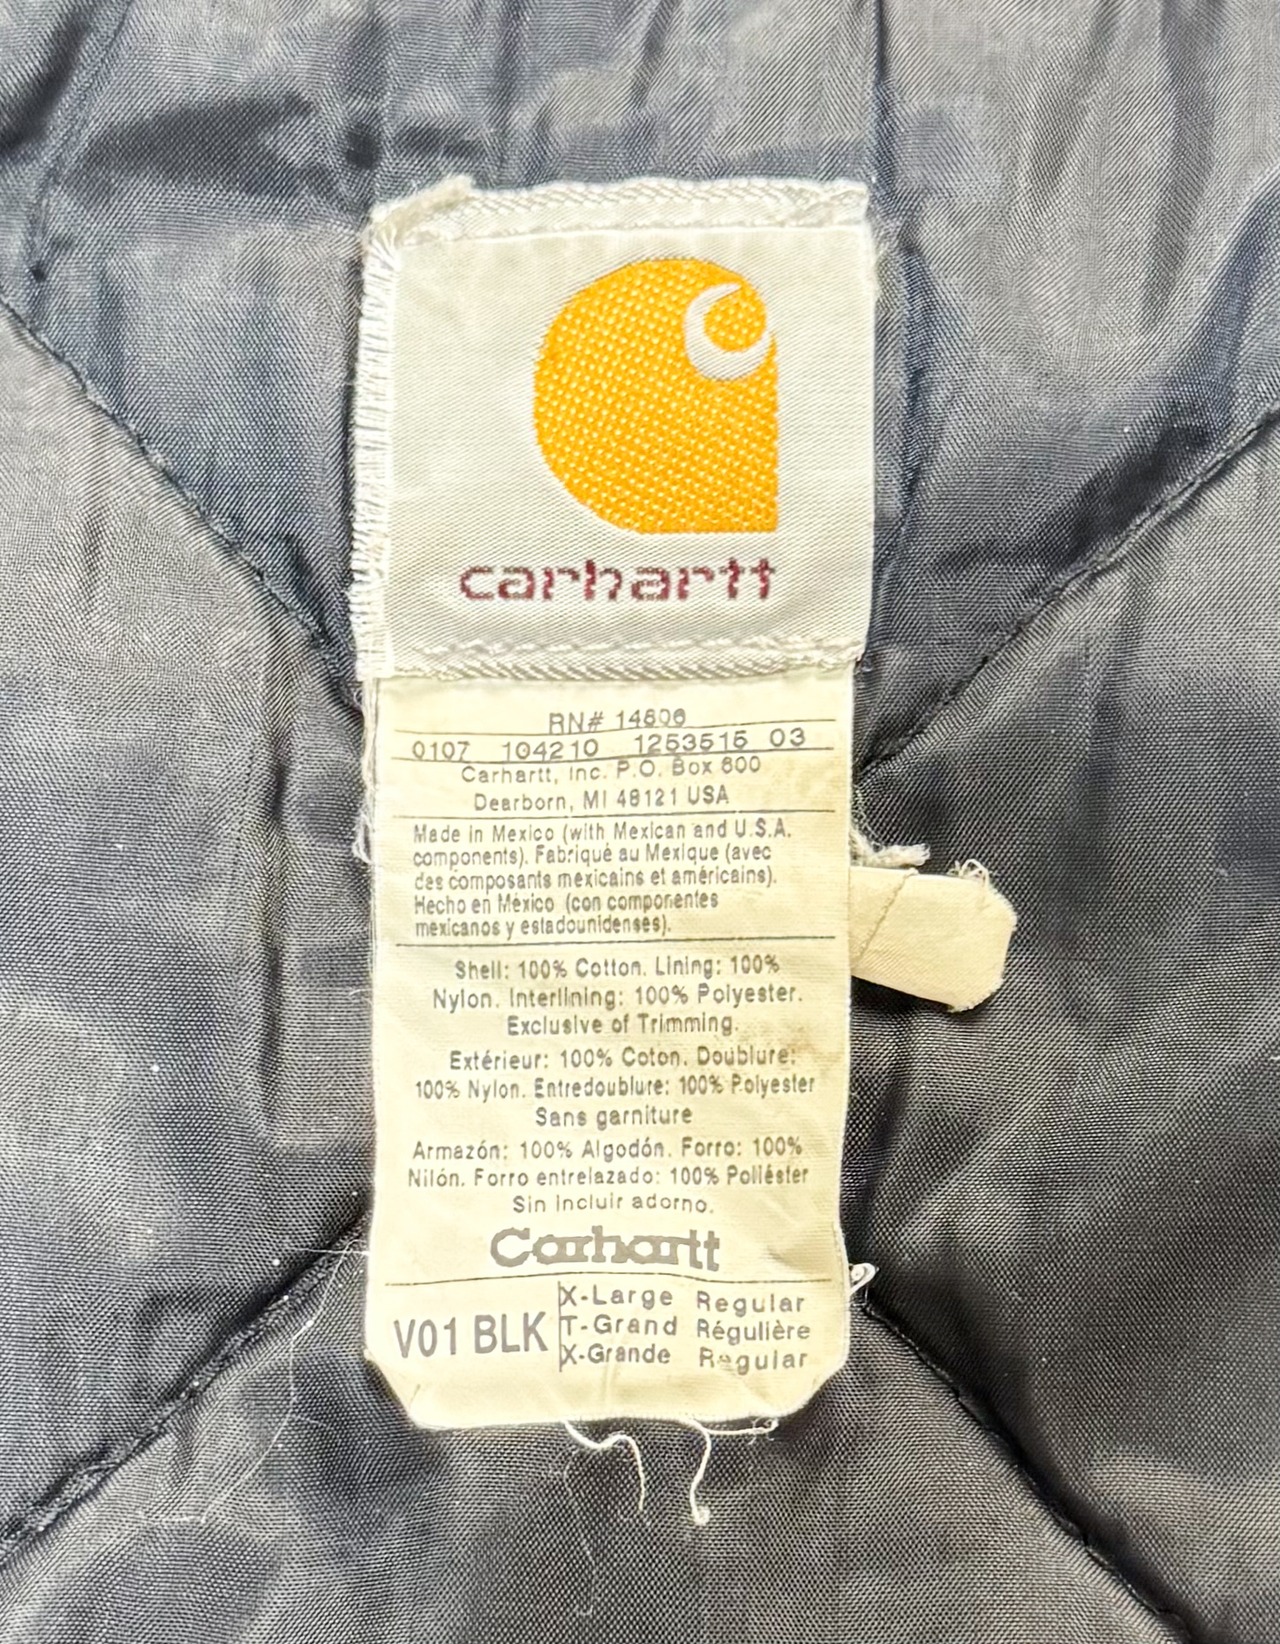 carhartt
RN# 14806
0107 104210 1253515 03
Carhartt, Inc. P.O. Box 600
Dearborn, MI 48121 USA
Made in Mexico (with Mexican and U.S.A.
components). Fabriqué au Mexique (avec
des composants mexicains et américains).
Hecho en México (con componentes
mexicanos y estadounidenses).
Shell: 100% Cotton. Lining: 100%
Nylon. Interlining: 100% Polyester.
Exclusive of Trimming.
Extérieur: 100% Coton. Doublure:
100% Nylon. Entredoublure: 100% Polyester
Sans garniture
Armazón: 100% Algodón. Forro: 100%
Nilón. Forro entrelazado: 100% Poliéster
Sin incluir adorno.
Carhartt
V01 BLK
X-Large Regular
T-Grand Régulière
X-Grande Regular